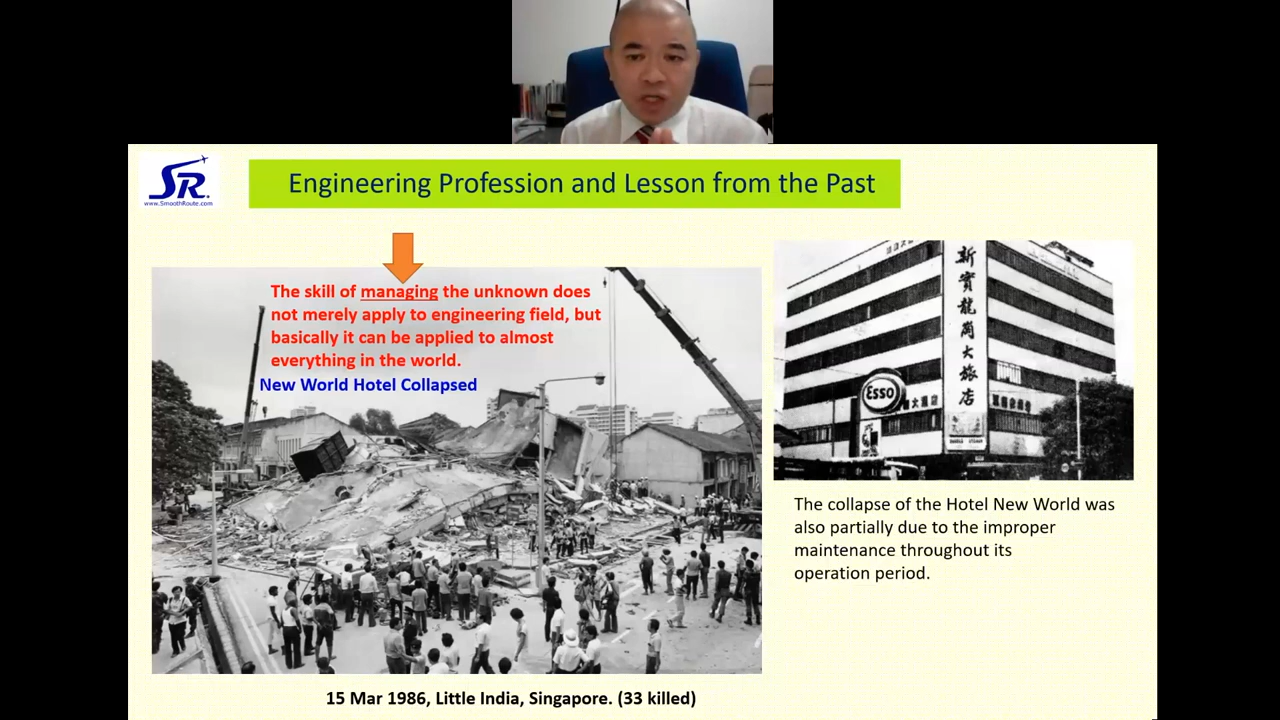 SR.
www.SmoothRoute.com
Engineering Profession and Lesson from the Past
The skill of managing the unknown does
not merely apply to engineering field, but
basically it can be applied to almost
everything in the world.
New World Hotel Collapsed
新
實
龍
崗
大
旅
店
Esso
The collapse of the Hotel New World was
also partially due to the improper
maintenance throughout its
operation period.
15 Mar 1986, Little India, Singapore. (33 killed)